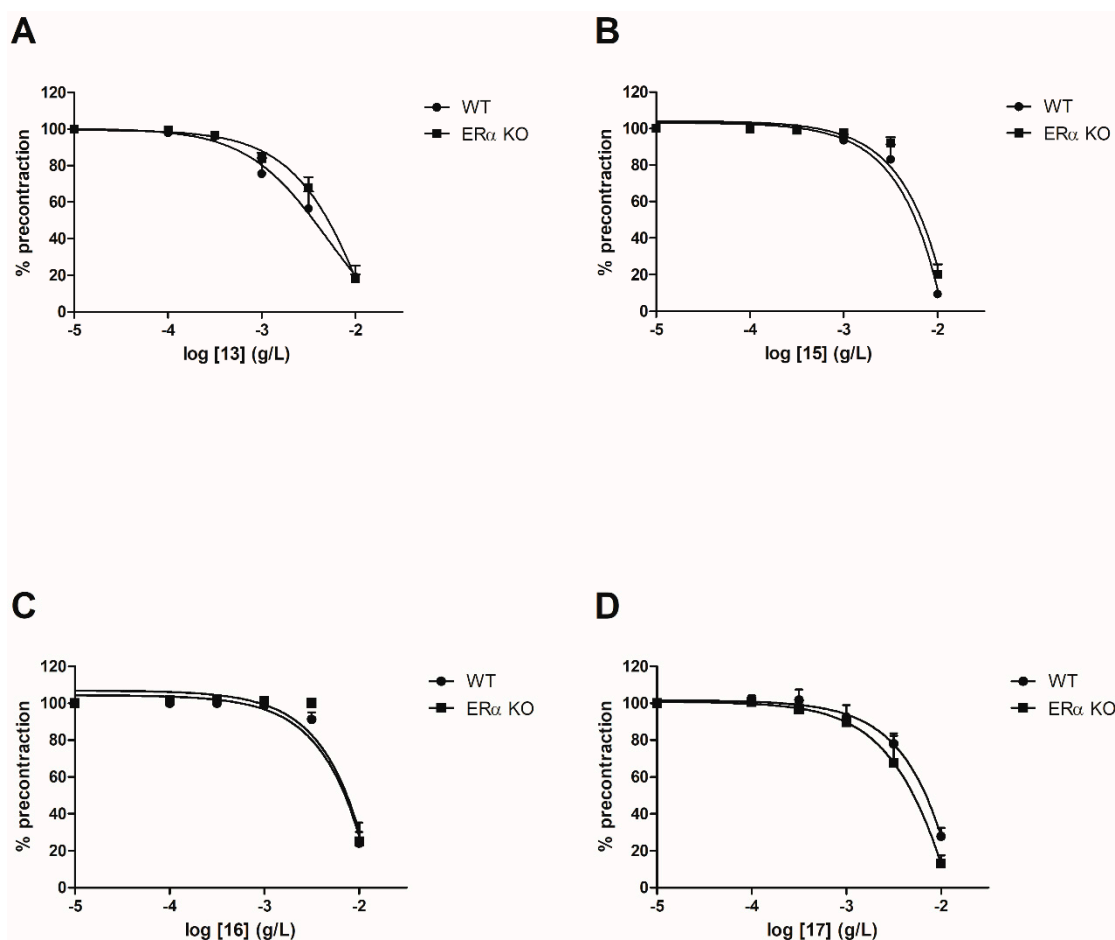 A
120
100
80
60
40
20
0
% precontraction
-5 -4 -3 -2
log [13] (g/L)
WT
ERα KO
B
120
100
80
60
40
20
0
% precontraction
-5 -4 -3 -2
log [15] (g/L)
WT
ERα KO
C
120
100
80
60
40
20
0
% precontraction
-5 -4 -3 -2
log [16] (g/L)
WT
ERα KO
D
120
100
80
60
40
20
0
% precontraction
-5 -4 -3 -2
log [17] (g/L)
WT
ERα KO